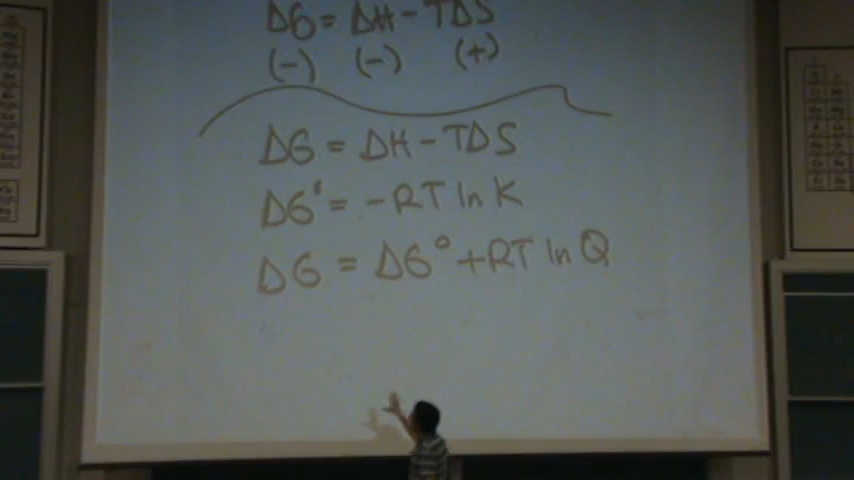 ΔG = ΔH - TΔS
(-) (-) (+)
ΔG = ΔH - TΔS
ΔG° = -RT ln K
ΔG = ΔG° + RT ln Q